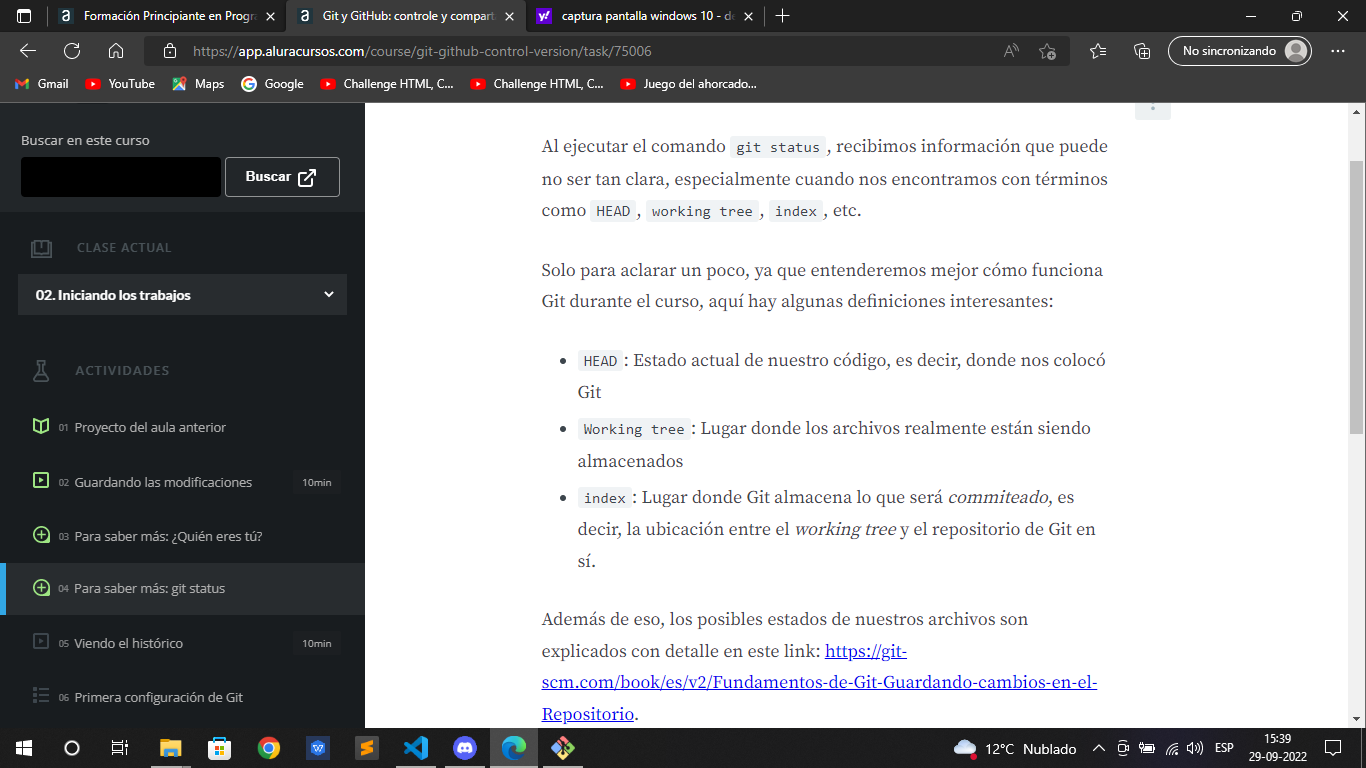 Formación Principiante en Progra
Git y GitHub: controle y compart
captura pantalla windows 10 - de
https://app.aluracursos.com/course/git-github-control-version/task/75006
No sincronizando
Gmail
YouTube
Maps
Google
Challenge HTML, C...
Challenge HTML, C...
Juego del ahorcado...
Buscar en este curso
Buscar
CLASE ACTUAL
02. Iniciando los trabajos
ACTIVIDADES
01 Proyecto del aula anterior
02 Guardando las modificaciones 10min
03 Para saber más: ¿Quién eres tú?
04 Para saber más: git status
05 Viendo el histórico 10min
06 Primera configuración de Git
Al ejecutar el comando git status, recibimos información que puede
no ser tan clara, especialmente cuando nos encontramos con términos
como HEAD, working tree, index, etc.
Solo para aclarar un poco, ya que entenderemos mejor cómo funciona
Git durante el curso, aquí hay algunas definiciones interesantes:
• HEAD: Estado actual de nuestro código, es decir, donde nos colocó
Git
• Working tree: Lugar donde los archivos realmente están siendo
almacenados
• index: Lugar donde Git almacena lo que será commiteado, es
decir, la ubicación entre el working tree y el repositorio de Git en
sí.
Además de eso, los posibles estados de nuestros archivos son
explicados con detalle en este link: https://git-
scm.com/book/es/v2/Fundamentos-de-Git-Guardando-cambios-en-el-
Repositorio.
12°C Nublado
ESP
15:39
29-09-2022